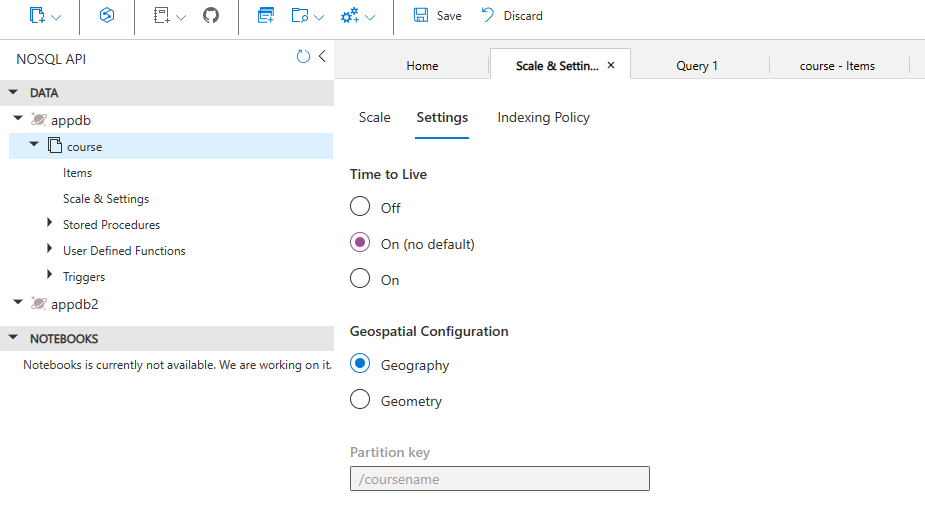 Save
Discard
NOSQL API
Home
Scale & Settin...
Query 1
course - Items
DATA
appdb
course
Items
Scale & Settings
Stored Procedures
User Defined Functions
Triggers
appdb2
NOTEBOOKS
Notebooks is currently not available. We are working on it.
Scale
Settings
Indexing Policy
Time to Live
Off
On (no default)
On
Geospatial Configuration
Geography
Geometry
Partition key
/coursename